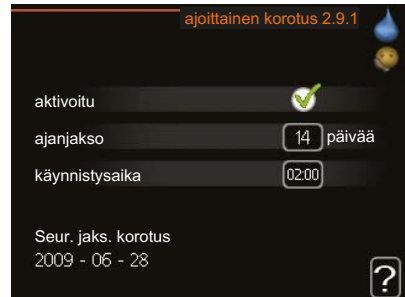 ajoittainen korotus 2.9.1
aktivoitu
ajanjakso 14 päivää
käynnistysaika 02:00
Seur. jaks. korotus
2009 - 06 - 28
?